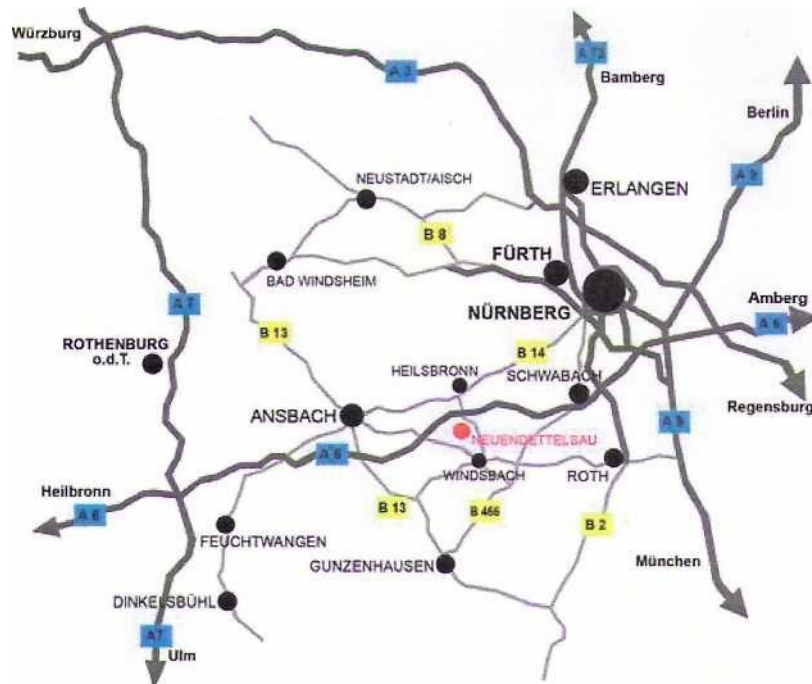 Würzburg
A 3
A 73
Bamberg
Berlin
A 9
NEUSTADT/AISCH
ERLANGEN
B 8
FÜRTH
BAD WINDSHEIM
NÜRNBERG
Amberg
A 6
A 7
B 13
ROTHENBURG
o.d.T.
B 14
HEILSBRONN
SCHWABACH
Regensburg
ANSBACH
A 9
NEUENDETTELSAU
A 6
WINDSBACH
ROTH
Heilbronn
A 6
B 13
B 466
B 2
FEUCHTWANGEN
GUNZENHAUSEN
München
DINKELSBÜHL
A7
Ulm